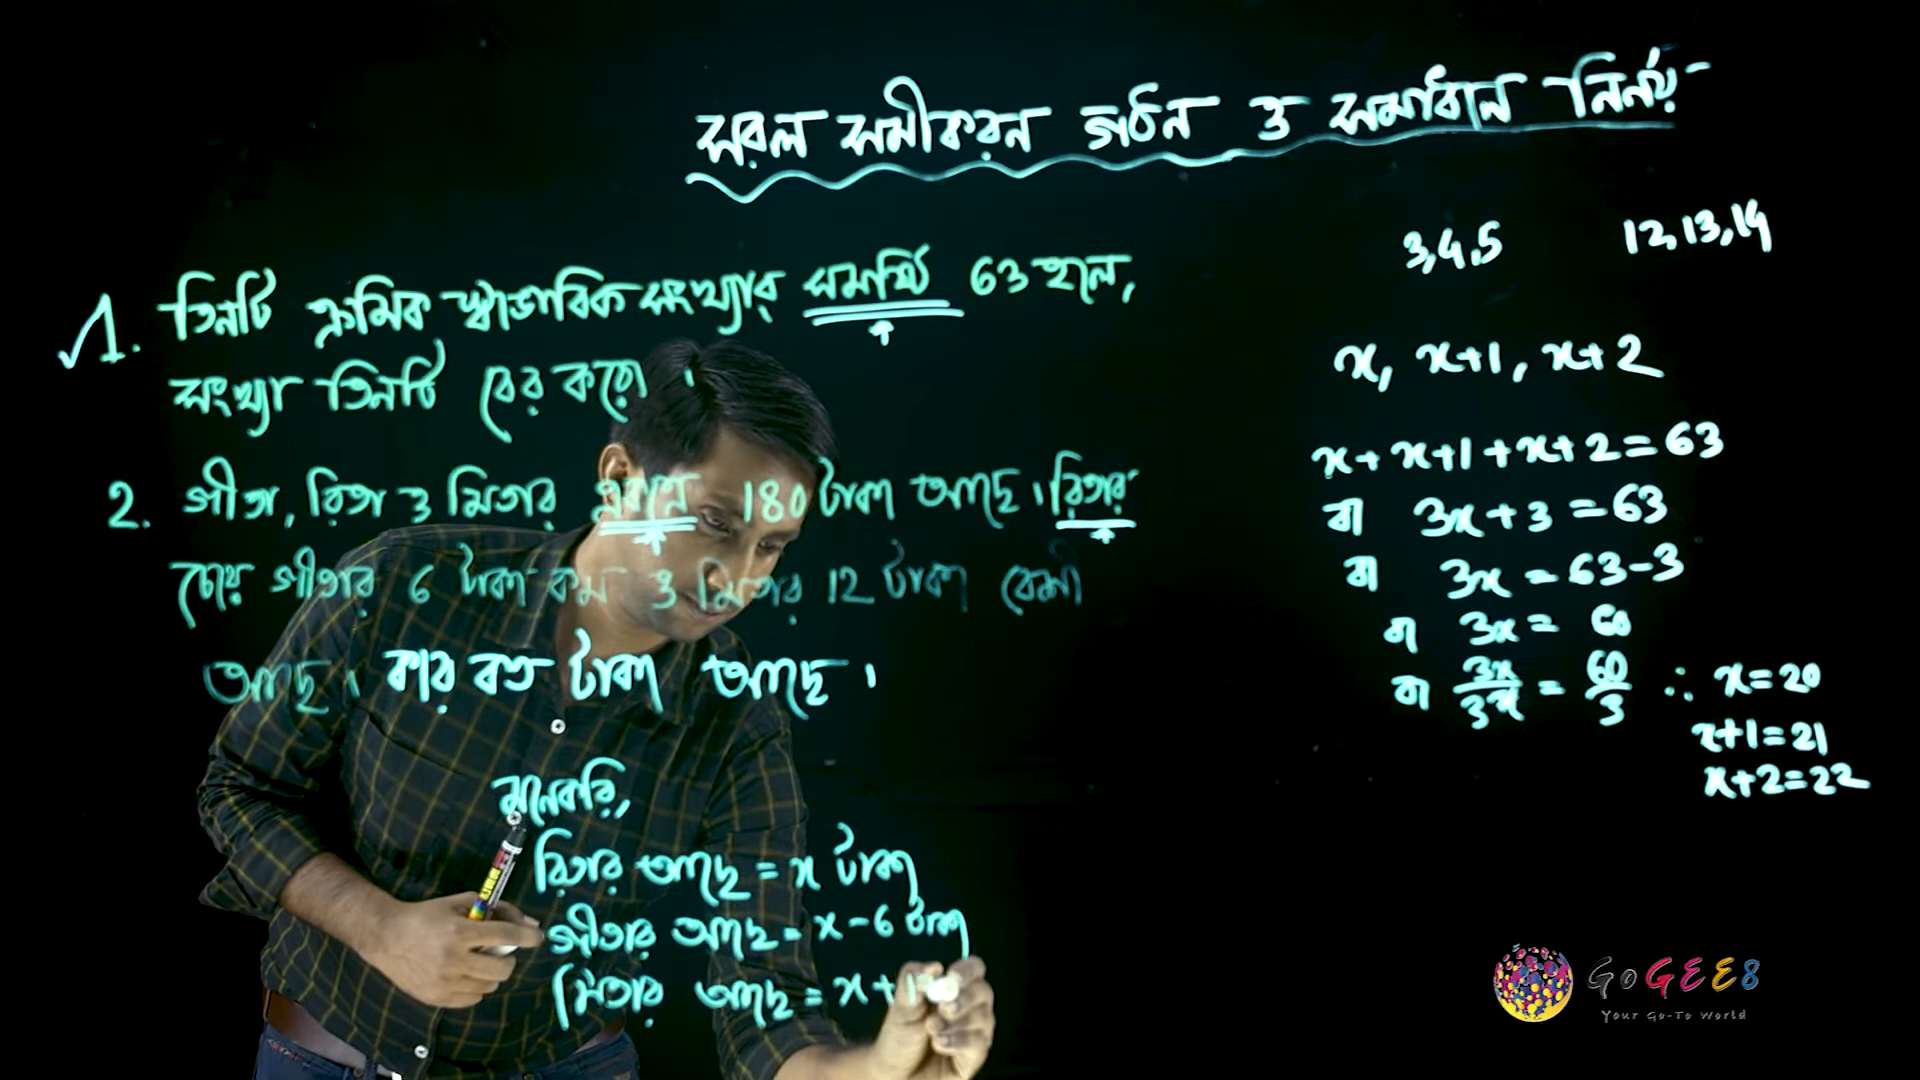 সরল সমীকরন গঠন ও সমাধান নির্নয়
1. তিনটি ক্রমিক স্বাভাবিক সংখ্যার সমষ্ঠি 63 হলে,
সংখ্যা তিনটি বের করো ।
2. গীতা, রিতা ও মিতার একত্রে 180 টাকা আছে । রিতার
চেয়ে গীতার 6 টাকা কম ও মিতার 12 টাকা বেশী
আছে । কার কত টাকা আছে ।
মনেকরি,
রিতার আছে = x টাকা
গীতার আছে = x-6 টাকা
মিতার আছে = x+
3,4,5 12,13,14
x, x+1, x+2
x+x+1+x+2=63
বা 3x+3=63
বা 3x=63-3
বা 3x= 60
বা 3x/3x = 60/3 ∴ x=20
x+1=21
x+2=22
GoGEE8
Your Go-To World